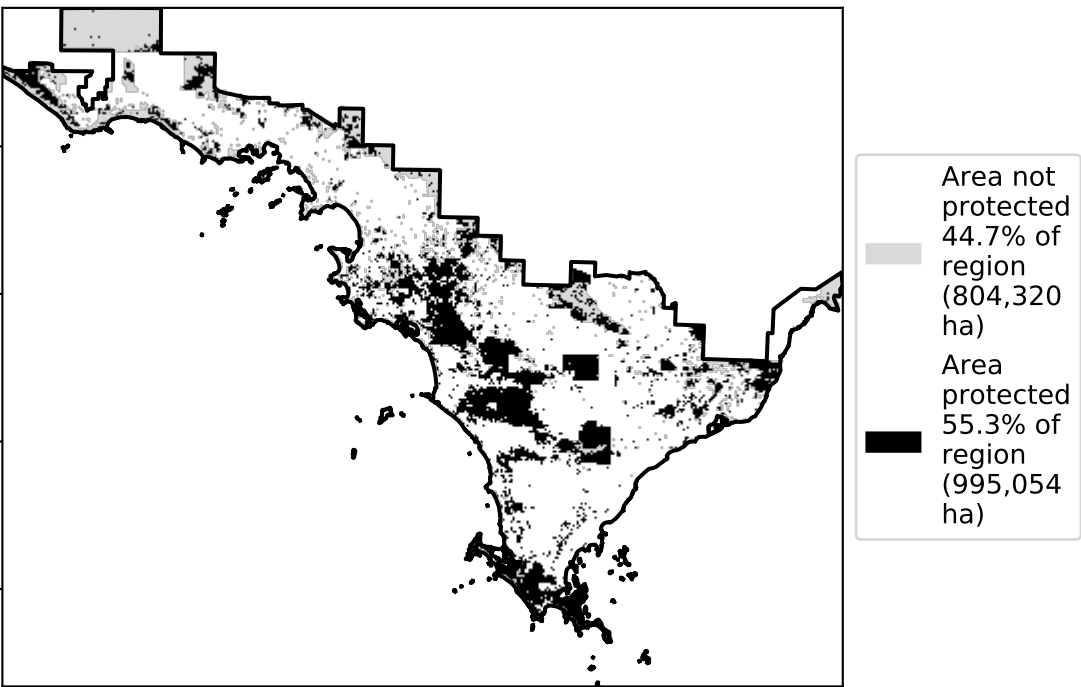 Area not
protected
44.7% of
region
(804,320
ha)
Area
protected
55.3% of
region
(995,054
ha)